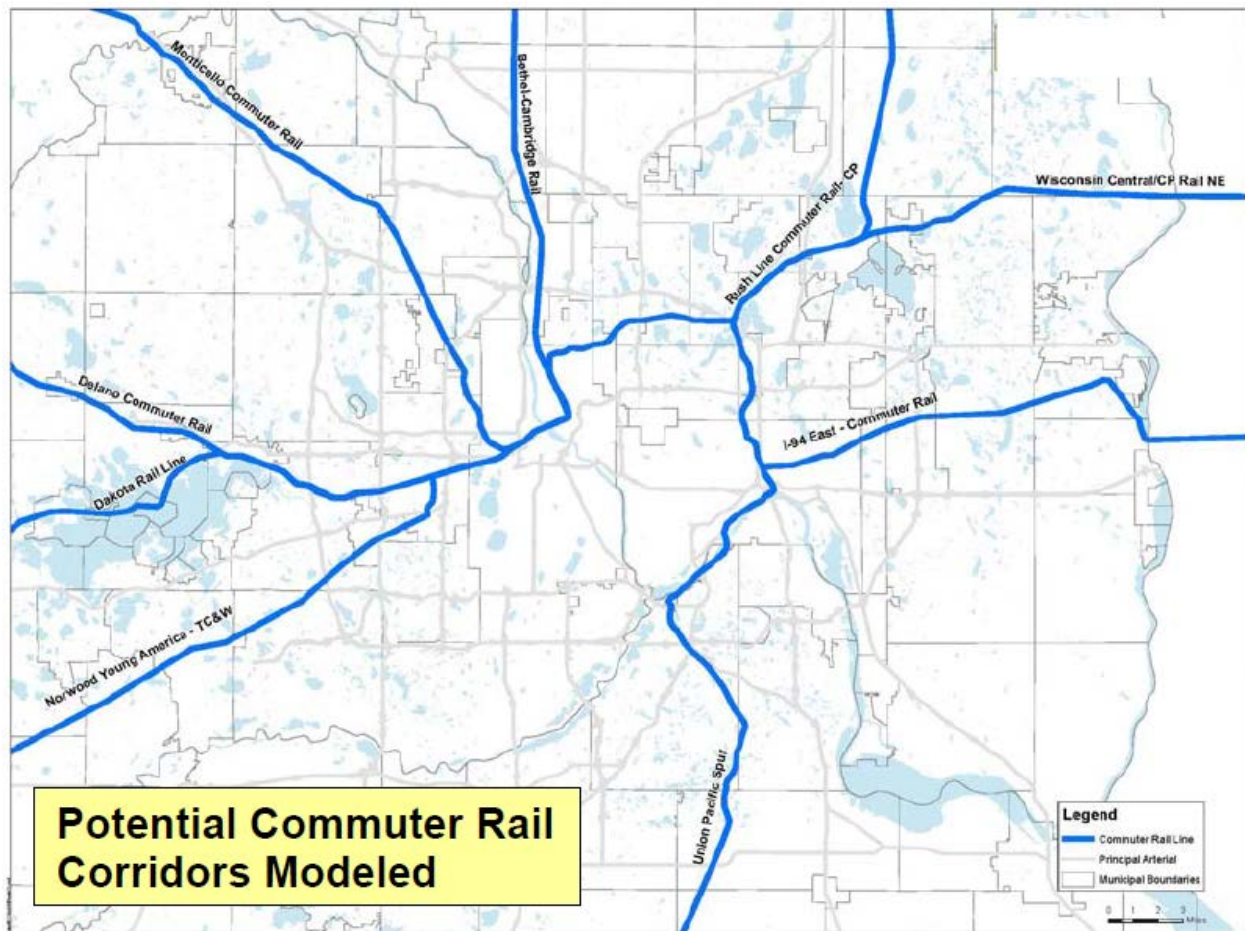 Monticello Commuter Rail
Bethel-Cambridge Rail
Rush Line Commuter Rail- CP
Wisconsin Central/CP Rail NE
Delano Commuter Rail
Dakota Rail Line
I-94 East - Commuter Rail
Norwood Young America - TC&W
Union Pacific Spur
Potential Commuter Rail
Corridors Modeled
Legend
Commuter Rail Line
Principal Arterial
Municipal Boundaries
0 1 2 3
Miles